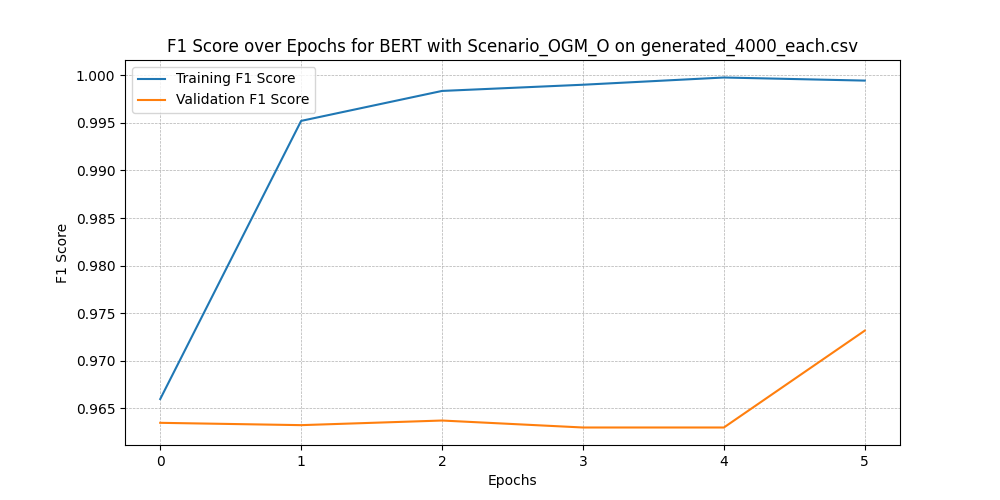 F1 Score over Epochs for BERT with Scenario_OGM_O on generated_4000_each.csv
Training F1 Score
Validation F1 Score
1.000
0.995
0.990
0.985
0.980
0.975
0.970
0.965
F1 Score
0 1 2 3 4 5
Epochs